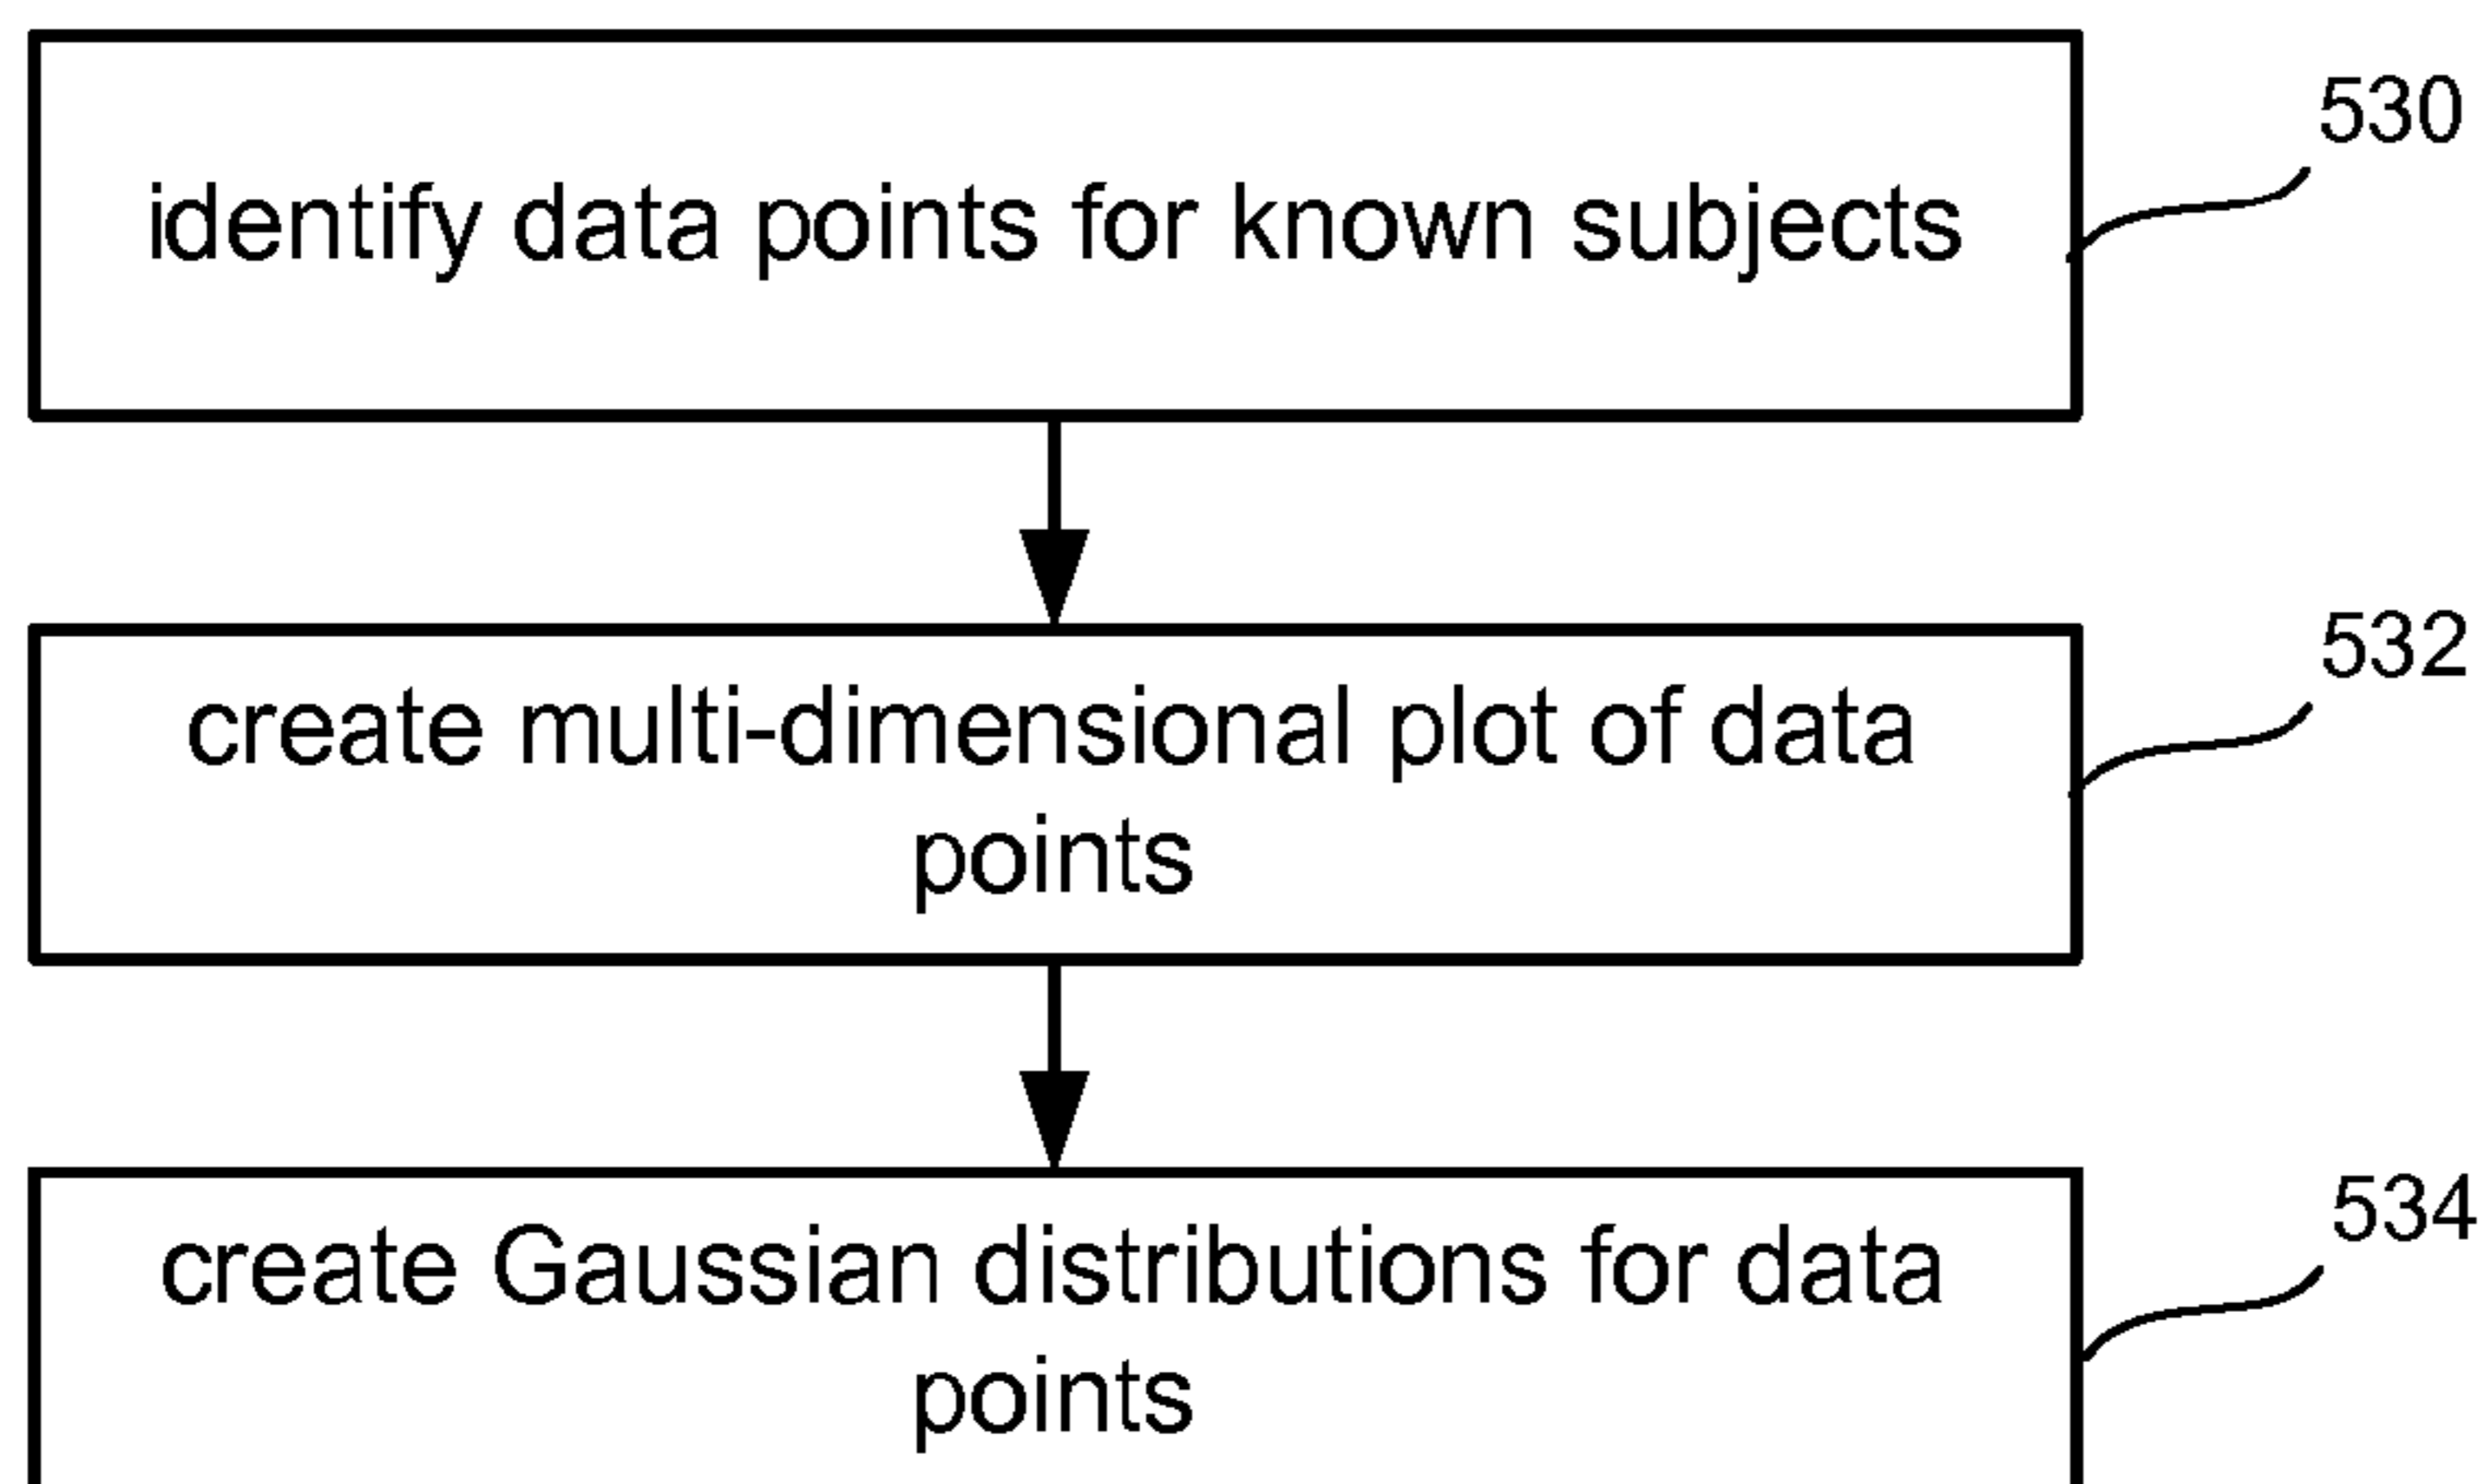 530
identify data points for known subjects
532
create multi-dimensional plot of data
points
534
create Gaussian distributions for data
points